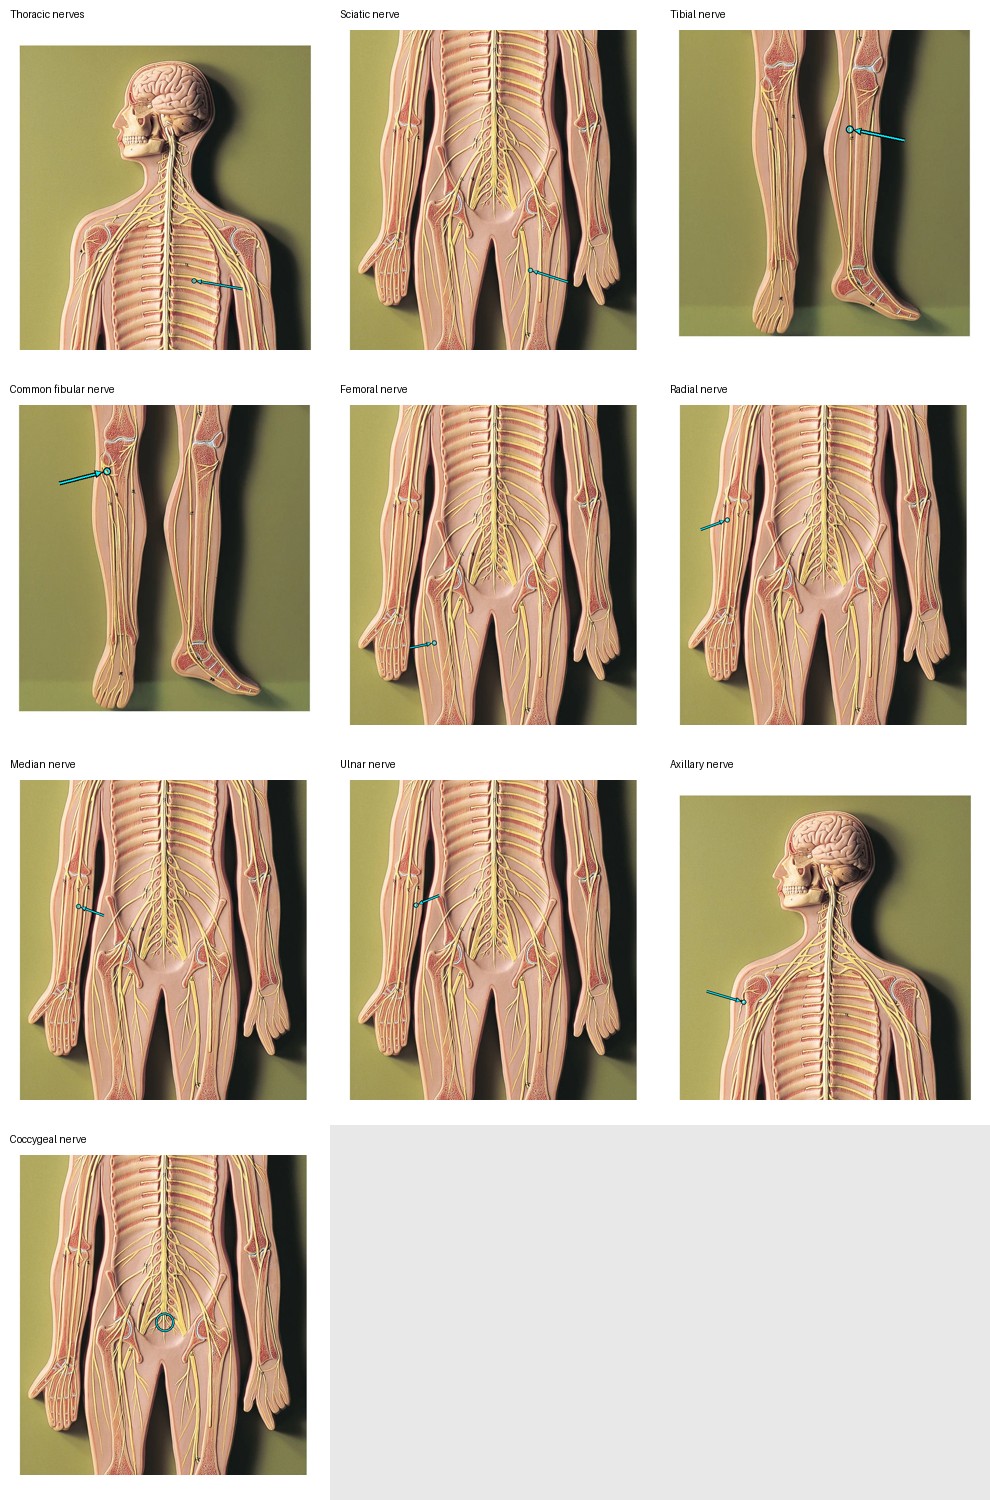 Thoracic nerves
Sciatic nerve
Tibial nerve
Common fibular nerve
Femoral nerve
Radial nerve
Median nerve
Ulnar nerve
Axillary nerve
Coccygeal nerve